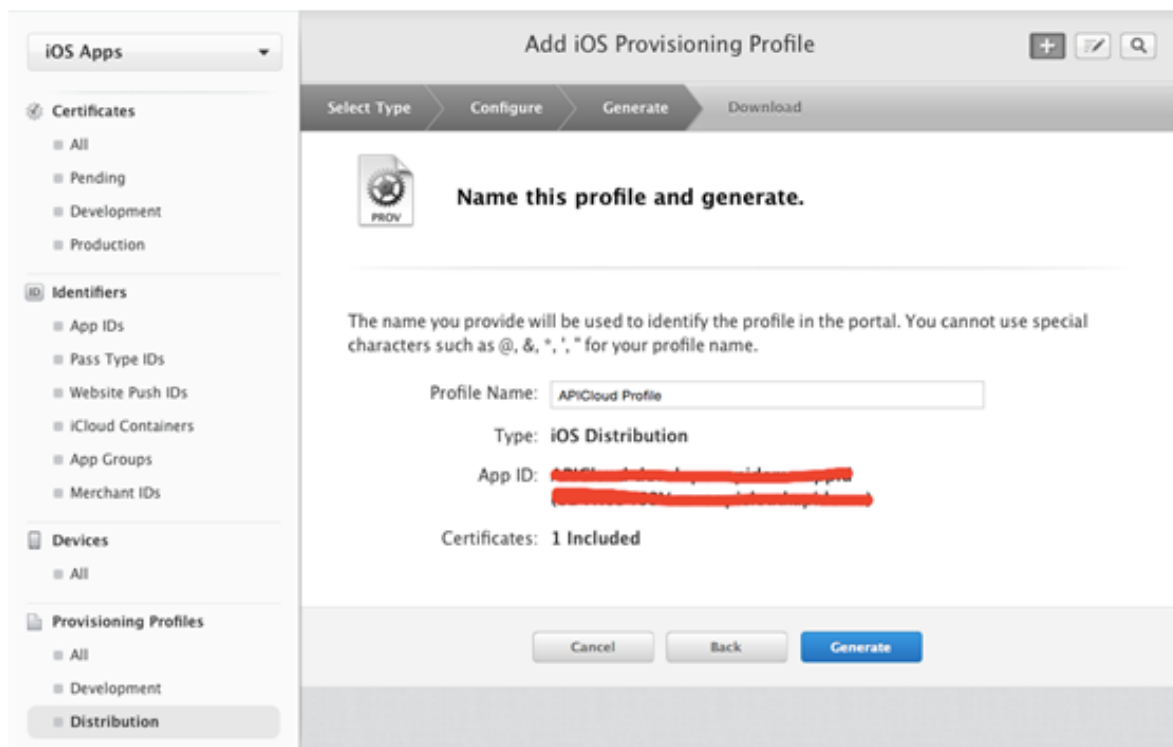 iOS Apps
Add iOS Provisioning Profile
Certificates
All
Pending
Development
Production
ID Identifiers
App IDs
Pass Type IDs
Website Push IDs
iCloud Containers
App Groups
Merchant IDs
Devices
All
Provisioning Profiles
All
Development
Distribution
Select Type Configure Generate Download
PROV
Name this profile and generate.
The name you provide will be used to identify the profile in the portal. You cannot use special
characters such as @, &, *, ', " for your profile name.
Profile Name: APICloud Profile
Type: iOS Distribution
App ID:
Certificates: 1 Included
Cancel Back Generate